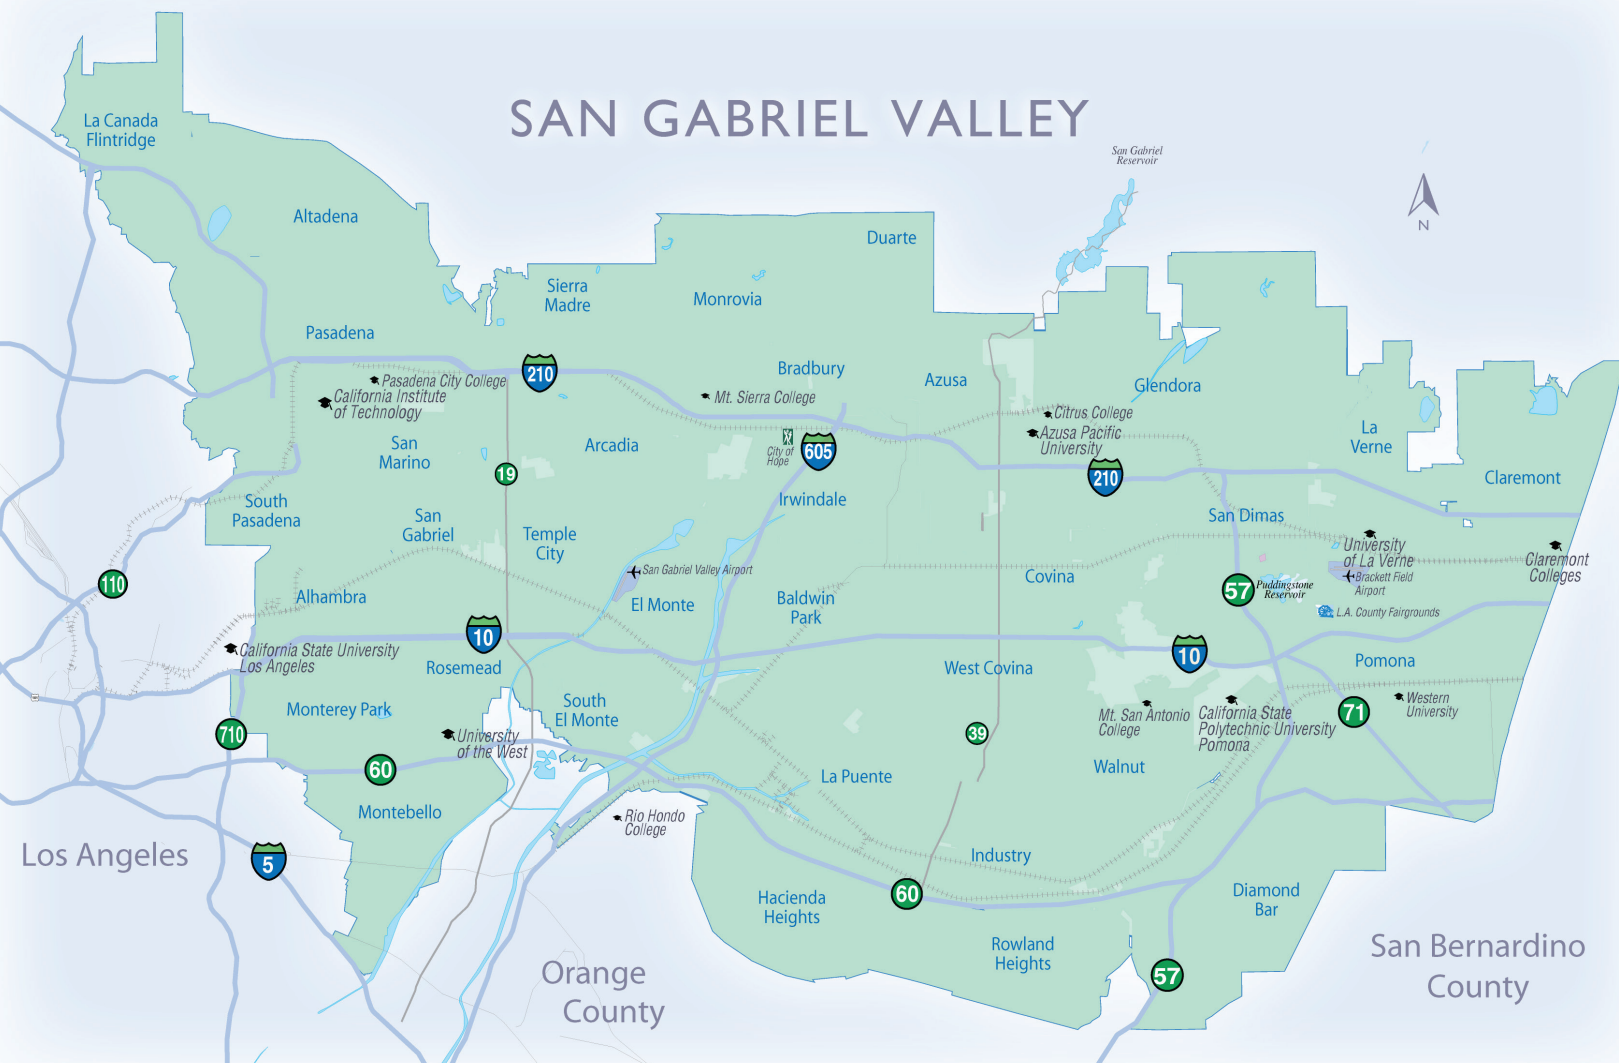 SAN GABRIEL VALLEY
La Canada
Flintridge
San Gabriel
Reservoir
N
Altadena
Duarte
Sierra
Madre
Monrovia
Pasadena
Bradbury
210
Pasadena City College
California Institute
of Technology
Mt. Sierra College
Azusa
Glendora
Citrus College
Azusa Pacific
University
La
Verne
San
Marino
Arcadia
City of
Hope
605
19
210
Claremont
South
Pasadena
San
Gabriel
Irwindale
San Dimas
Temple
City
University
of La Verne
Claremont
Colleges
San Gabriel Valley Airport
Covina
Brackett Field
Airport
110
57
Puddingstone
Reservoir
Alhambra
El Monte
Baldwin
Park
L.A. County Fairgrounds
10
California State University
Los Angeles
Rosemead
West Covina
10
Pomona
Monterey Park
South
El Monte
Mt. San Antonio
College
California State
Polytechnic University
Pomona
71
Western
University
710
University
of the West
39
60
La Puente
Walnut
Montebello
Rio Hondo
College
Los Angeles
5
Industry
60
Hacienda
Heights
Diamond
Bar
Rowland
Heights
San Bernardino
County
57
Orange
County